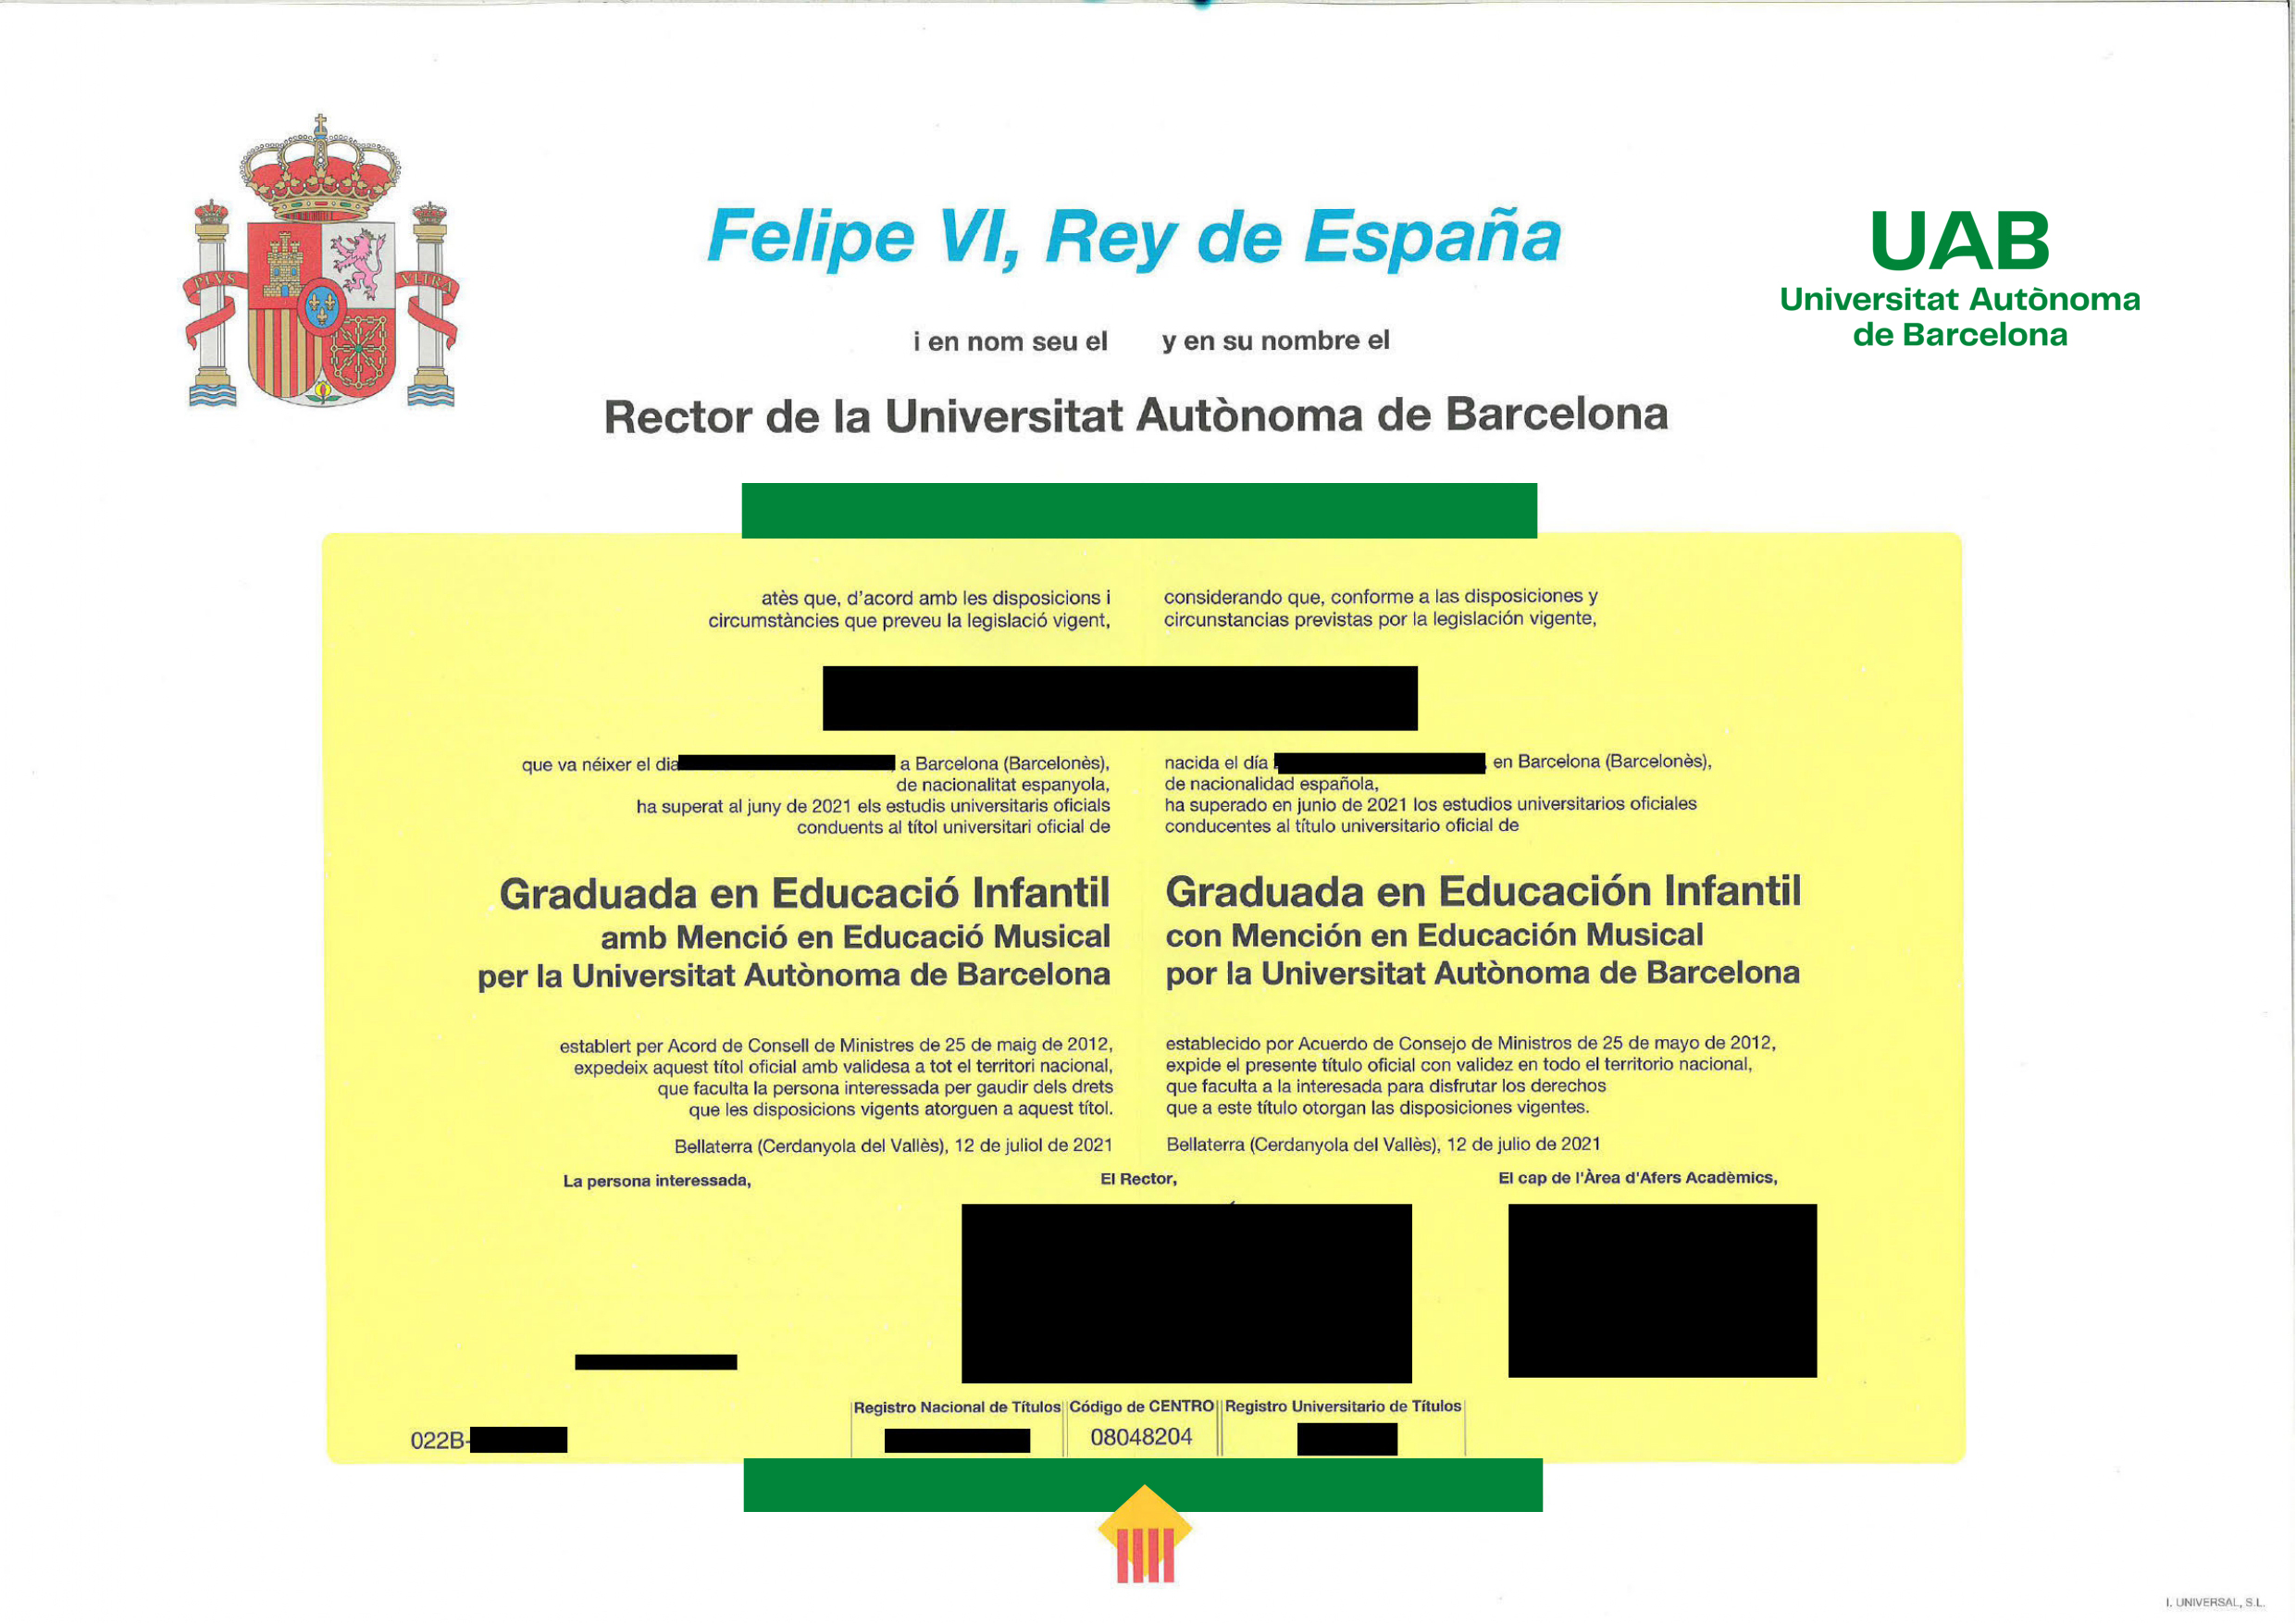 PLVS
VLTRA
Felipe VI, Rey de España
UAB
Universitat Autònoma
de Barcelona
i en nom seu el
y en su nombre el
Rector de la Universitat Autònoma de Barcelona
atès que, d'acord amb les disposicions i
circumstàncies que preveu la legislació vigent,
considerando que, conforme a las disposiciones y
circunstancias previstas por la legislación vigente,
que va néixer el dia a Barcelona (Barcelonès),
de nacionalitat espanyola,
ha superat al juny de 2021 els estudis universitaris oficials
conduents al títol universitari oficial de
nacida el día en Barcelona (Barcelonès),
de nacionalidad española,
ha superado en junio de 2021 los estudios universitarios oficiales
conducentes al título universitario oficial de
Graduada en Educació Infantil
amb Menció en Educació Musical
per la Universitat Autònoma de Barcelona
Graduada en Educación Infantil
con Mención en Educación Musical
por la Universitat Autònoma de Barcelona
establert per Acord de Consell de Ministres de 25 de maig de 2012,
expedeix aquest títol oficial amb validesa a tot el territori nacional,
que faculta la persona interessada per gaudir dels drets
que les disposicions vigents atorguen a aquest títol.
Bellaterra (Cerdanyola del Vallès), 12 de juliol de 2021
establecido por Acuerdo de Consejo de Ministros de 25 de mayo de 2012,
expide el presente título oficial con validez en todo el territorio nacional,
que faculta a la interesada para disfrutar los derechos
que a este título otorgan las disposiciones vigentes.
Bellaterra (Cerdanyola del Vallès), 12 de julio de 2021
La persona interessada,
El Rector,
El cap de l'Àrea d'Afers Acadèmics,
Registro Nacional de Títulos
Código de CENTRO
Registro Universitario de Títulos
022B-
08048204
I. UNIVERSAL, S.L.